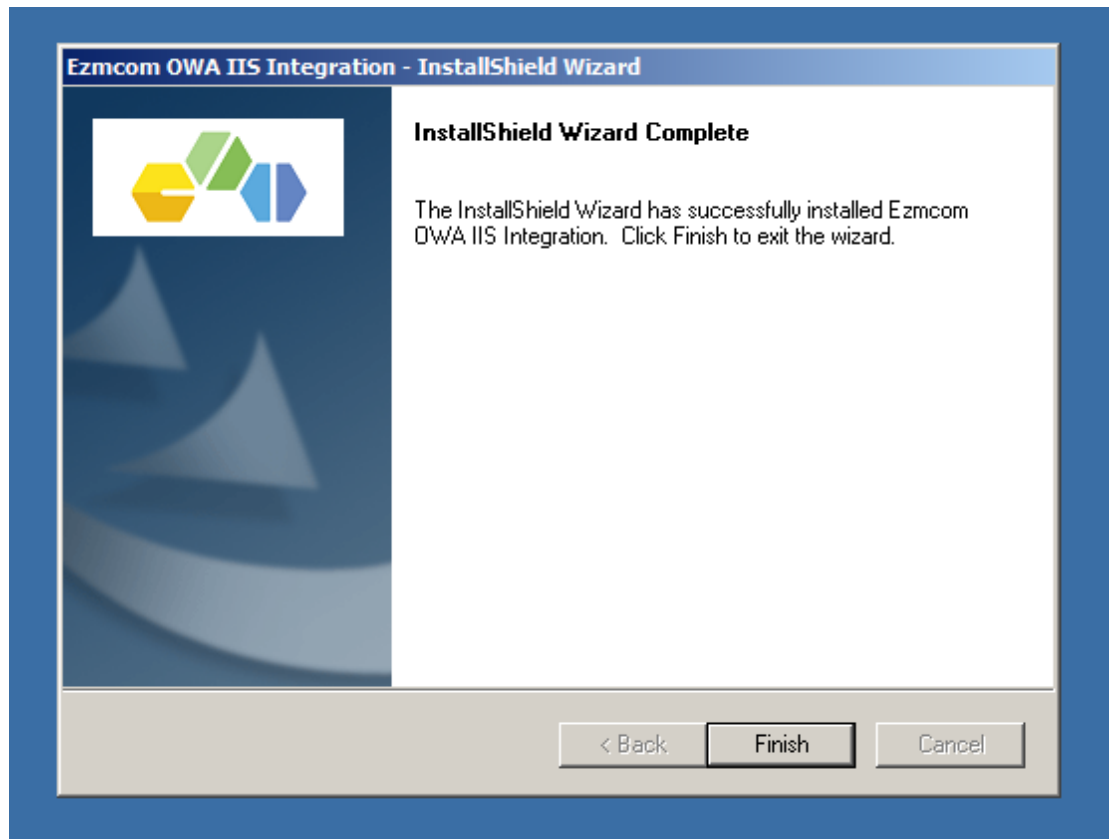 Ezmcom OWA IIS Integration - InstallShield Wizard
InstallShield Wizard Complete
The InstallShield Wizard has successfully installed Ezmcom
OWA IIS Integration.  Click Finish to exit the wizard.
< Back Finish Cancel